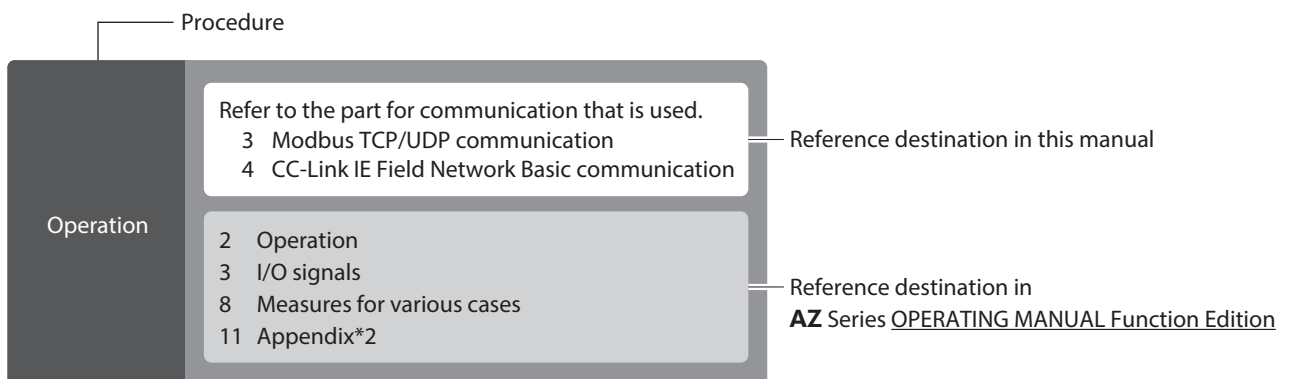 Procedure
Operation
Refer to the part for communication that is used.
3 Modbus TCP/UDP communication
4 CC-Link IE Field Network Basic communication
Reference destination in this manual
2 Operation
3 I/O signals
8 Measures for various cases
11 Appendix*2
Reference destination in
AZ Series OPERATING MANUAL Function Edition